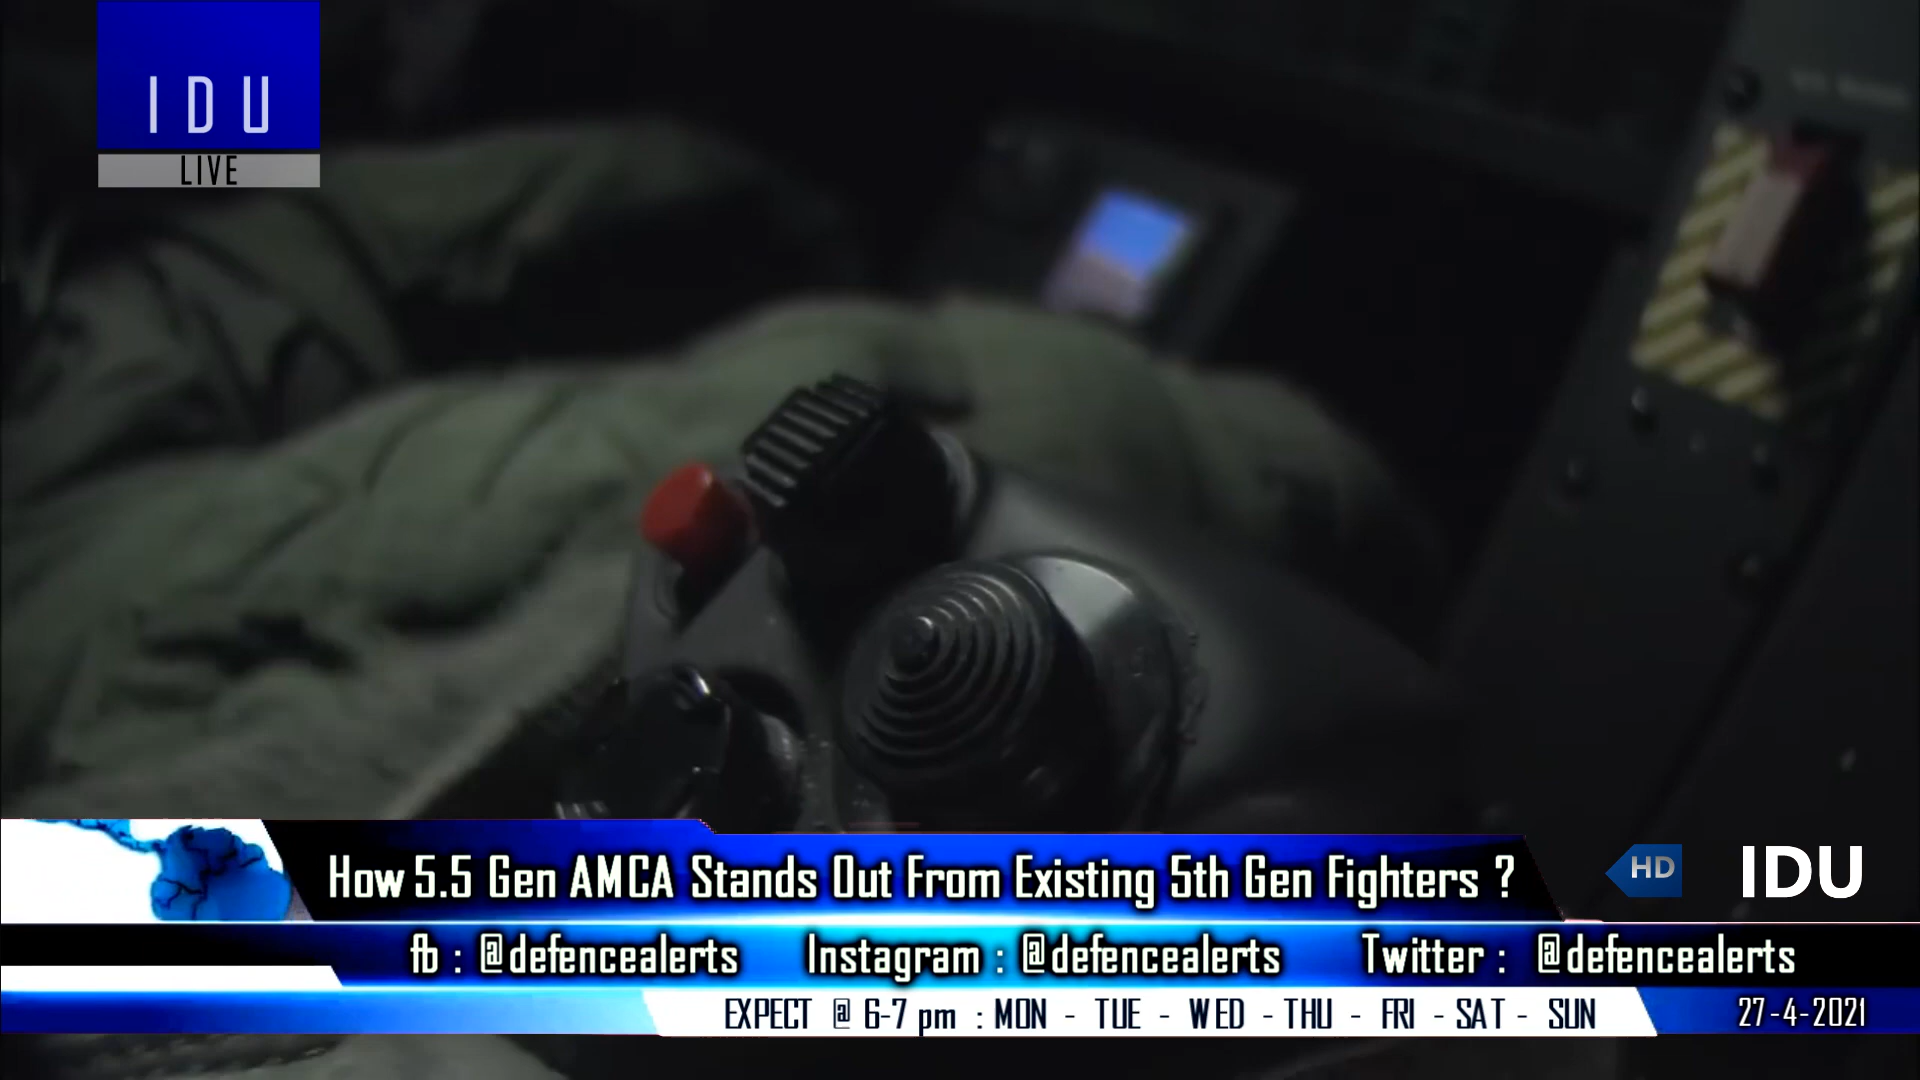 IDU
LIVE
How 5.5 Gen AMCA Stands Out From Existing 5th Gen Fighters ?
HD
IDU
fb : @defencealerts Instagram : @defencealerts Twitter : @defencealerts
EXPECT @ 6-7 pm : MON - TUE - WED - THU - FRI - SAT - SUN
27-4-2021